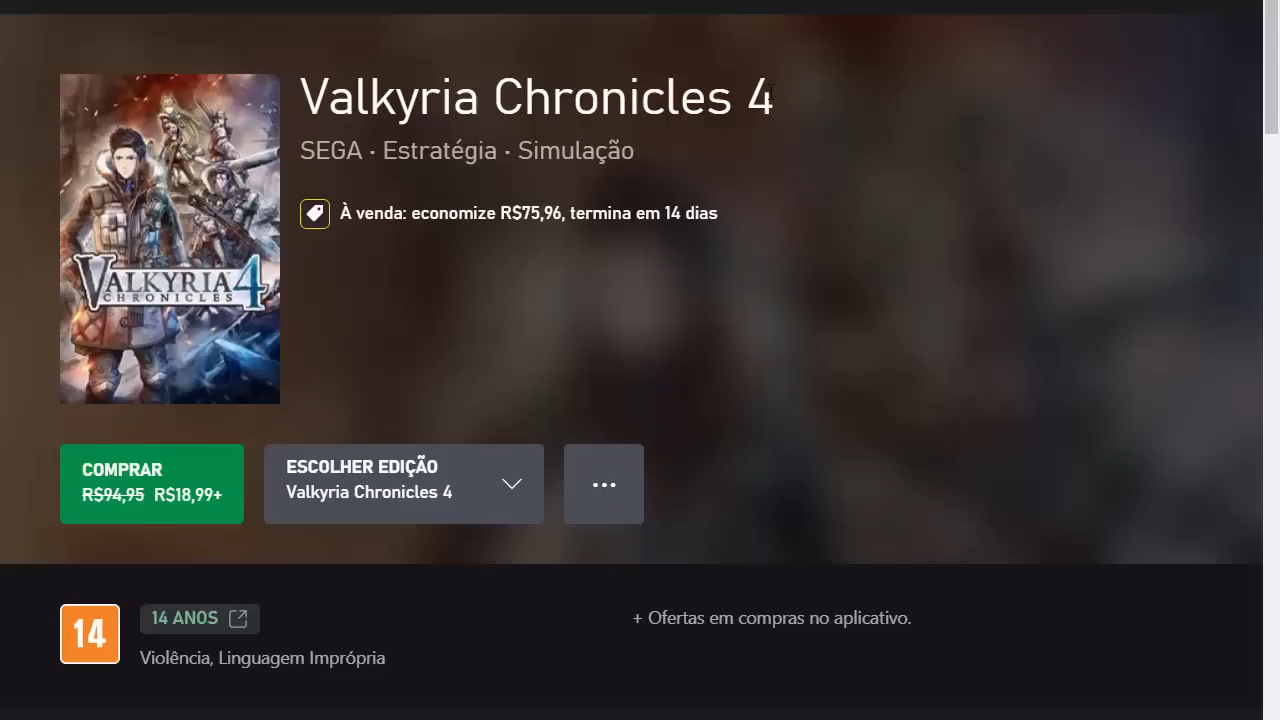 Valkyria Chronicles 4
SEGA · Estratégia · Simulação
À venda: economize R$75,96, termina em 14 dias
VALKYRIA 4
CHRONICLES
COMPRAR
R$94,95 R$18,99+
ESCOLHER EDIÇÃO
Valkyria Chronicles 4
14
14 ANOS
Violência, Linguagem Imprópria
+ Ofertas em compras no aplicativo.